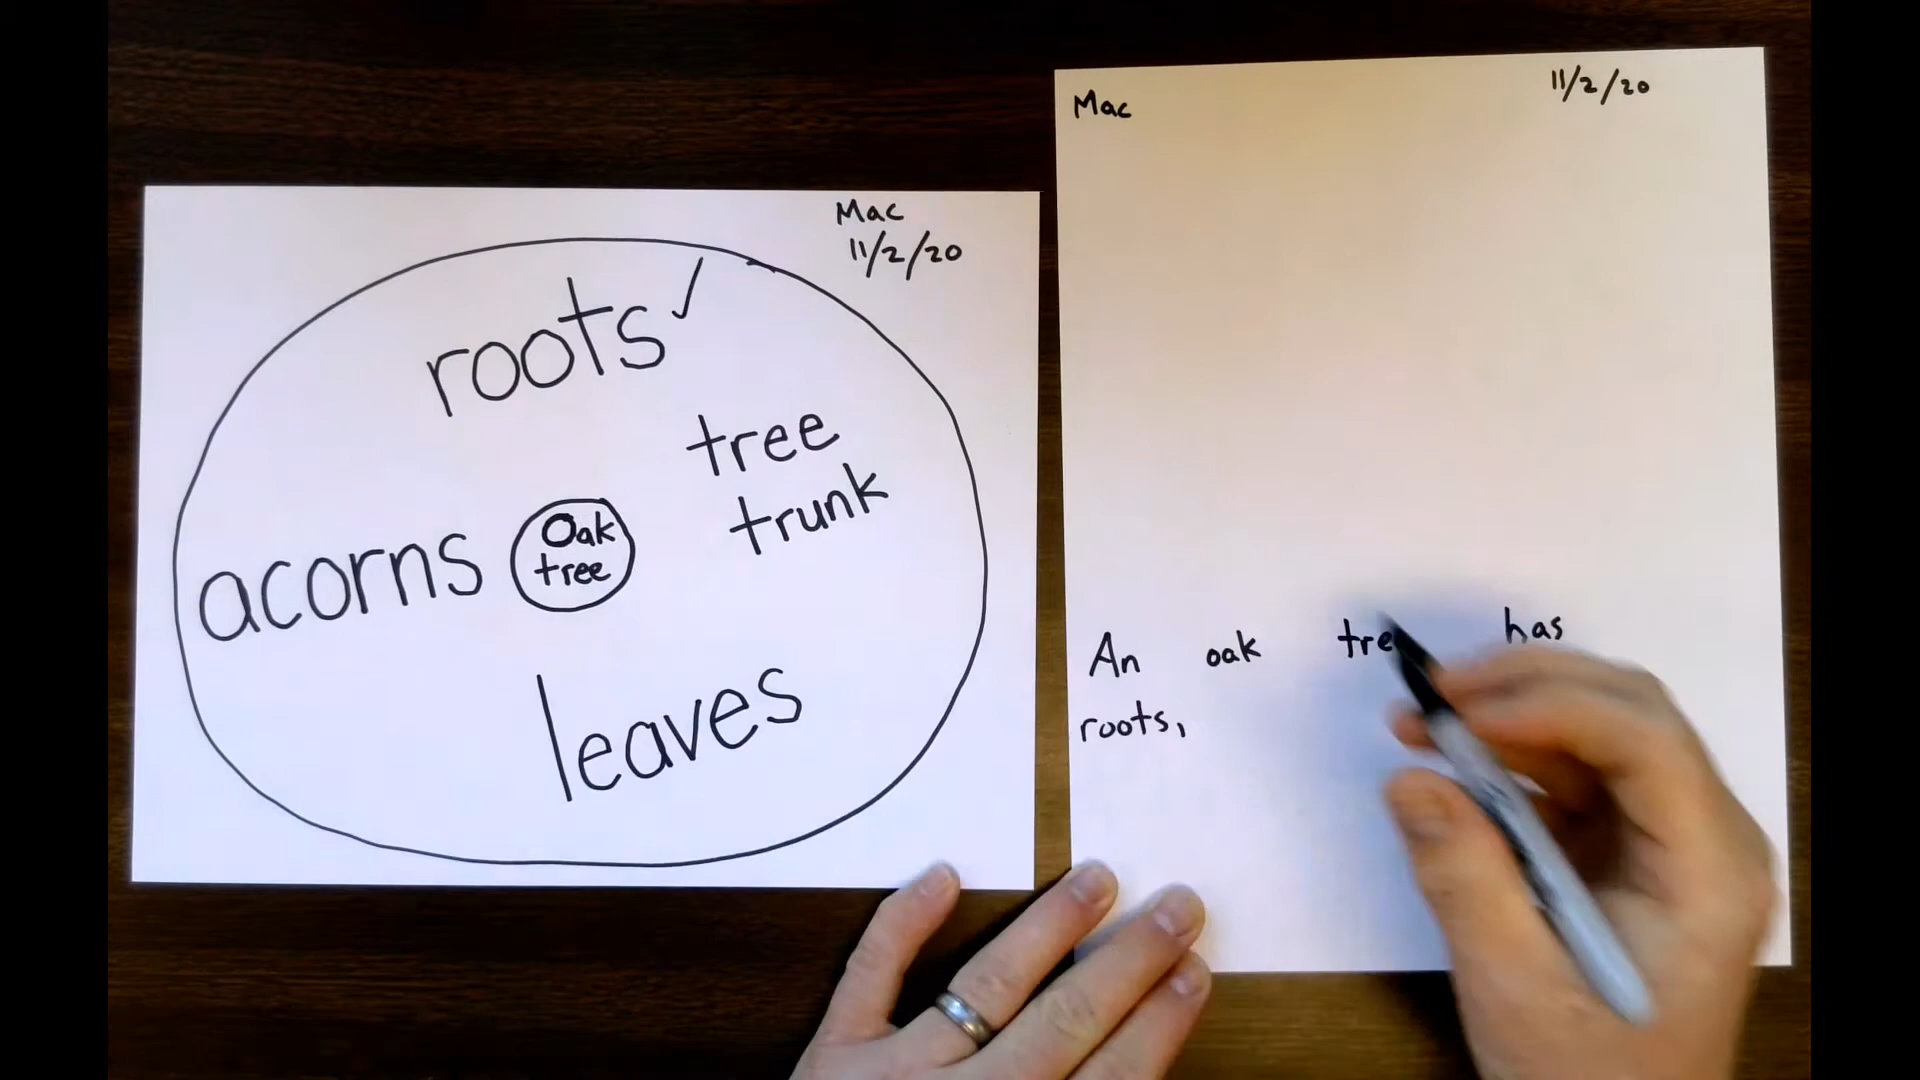 Mac
11/2/20
roots ✓
tree
trunk
acorns
Oak
tree
leaves
Mac 11/2/20
An oak tre has
roots,